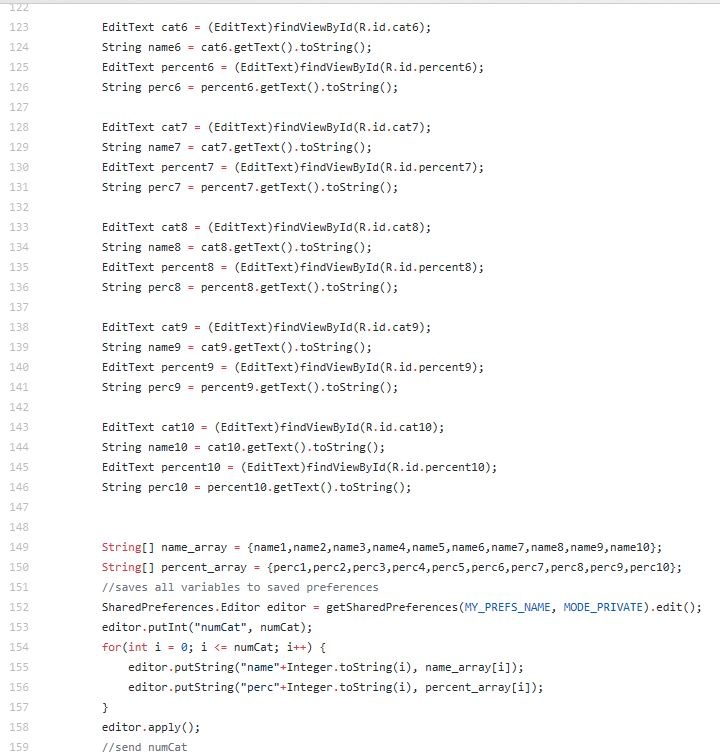 122
123 EditText cat6 = (EditText)findViewById(R.id.cat6);
124 String name6 = cat6.getText().toString();
125 EditText percent6 = (EditText)findViewById(R.id.percent6);
126 String perc6 = percent6.getText().toString();
127
128 EditText cat7 = (EditText)findViewById(R.id.cat7);
129 String name7 = cat7.getText().toString();
130 EditText percent7 = (EditText)findViewById(R.id.percent7);
131 String perc7 = percent7.getText().toString();
132
133 EditText cat8 = (EditText)findViewById(R.id.cat8);
134 String name8 = cat8.getText().toString();
135 EditText percent8 = (EditText)findViewById(R.id.percent8);
136 String perc8 = percent8.getText().toString();
137
138 EditText cat9 = (EditText)findViewById(R.id.cat9);
139 String name9 = cat9.getText().toString();
140 EditText percent9 = (EditText)findViewById(R.id.percent9);
141 String perc9 = percent9.getText().toString();
142
143 EditText cat10 = (EditText)findViewById(R.id.cat10);
144 String name10 = cat10.getText().toString();
145 EditText percent10 = (EditText)findViewById(R.id.percent10);
146 String perc10 = percent10.getText().toString();
147
148
149 String[] name_array = {name1,name2,name3,name4,name5,name6,name7,name8,name9,name10};
150 String[] percent_array = {perc1,perc2,perc3,perc4,perc5,perc6,perc7,perc8,perc9,perc10};
151 //saves all variables to saved preferences
152 SharedPreferences.Editor editor = getSharedPreferences(MY_PREFS_NAME, MODE_PRIVATE).edit();
153 editor.putInt("numCat", numCat);
154 for(int i = 0; i <= numCat; i++) {
155 editor.putString("name"+Integer.toString(i), name_array[i]);
156 editor.putString("perc"+Integer.toString(i), percent_array[i]);
157 }
158 editor.apply();
159 //send numCat